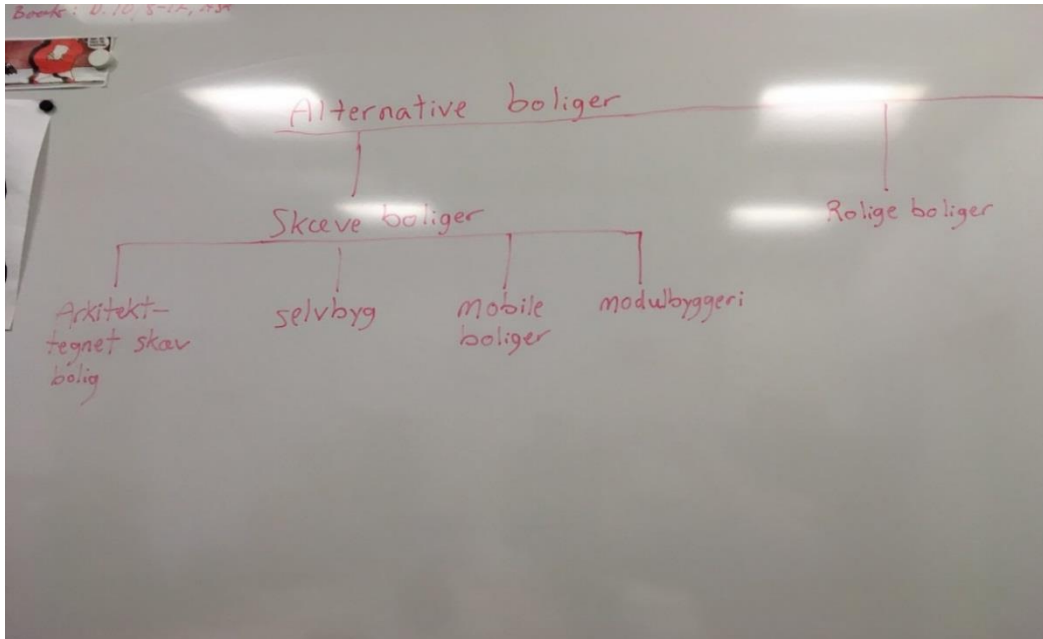 Alternative boliger
Skæve boliger
Rolige boliger
Arkitekt-
tegnet skæv
bolig
selvbyg
mobile
boliger
modulbyggeri